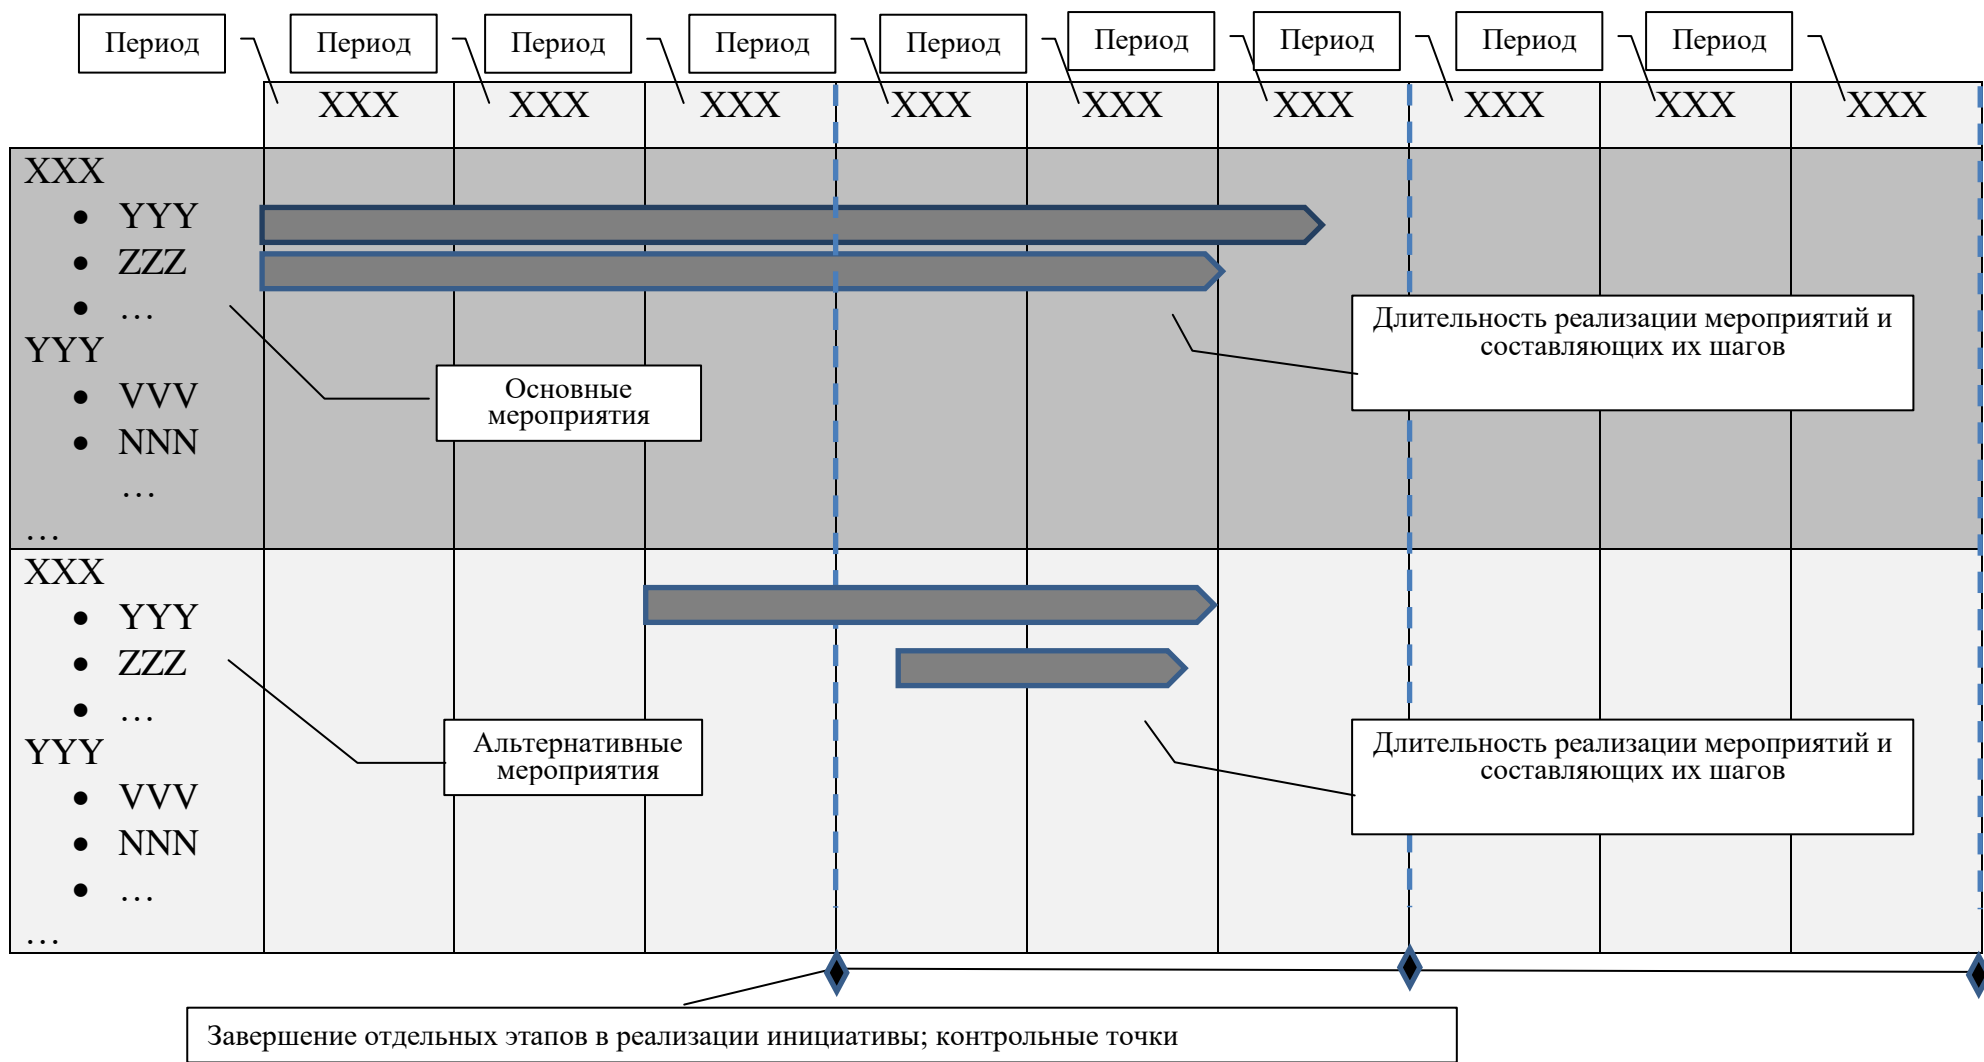 Период Период Период Период Период Период Период Период Период
XXX XXX XXX XXX XXX XXX XXX XXX XXX
XXX
• YYY
• ZZZ
• …
YYY
• VVV
• NNN
…
…
Длительность реализации мероприятий и
составляющих их шагов
Основные
мероприятия
XXX
• YYY
• ZZZ
• …
YYY
• VVV
• NNN
• …
…
Альтернативные
мероприятия
Длительность реализации мероприятий и
составляющих их шагов
Завершение отдельных этапов в реализации инициативы; контрольные точки